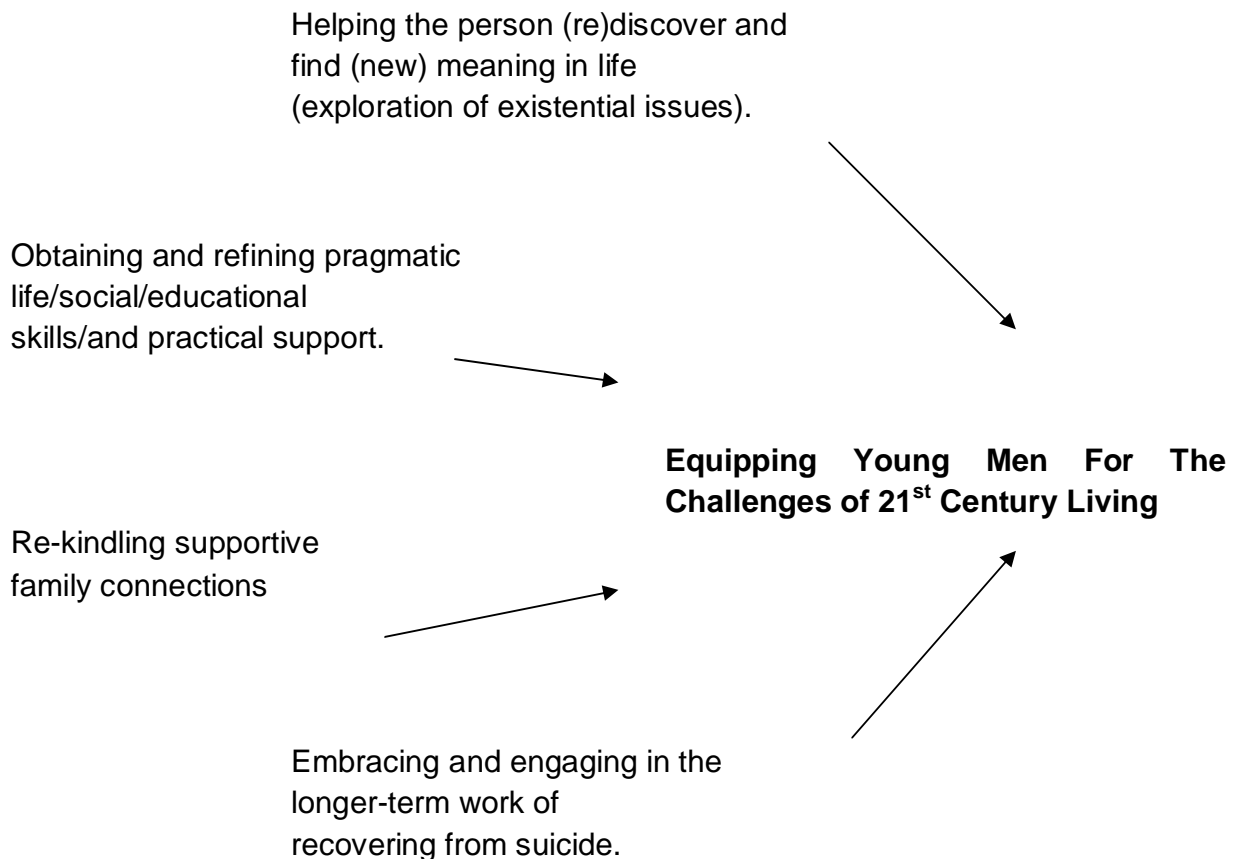 Helping the person (re)discover and
find (new) meaning in life
(exploration of existential issues).
Obtaining and refining pragmatic
life/social/educational
skills/and practical support.
Equipping Young Men For The
Challenges of 21st Century Living
Re-kindling supportive
family connections
Embracing and engaging in the
longer-term work of
recovering from suicide.